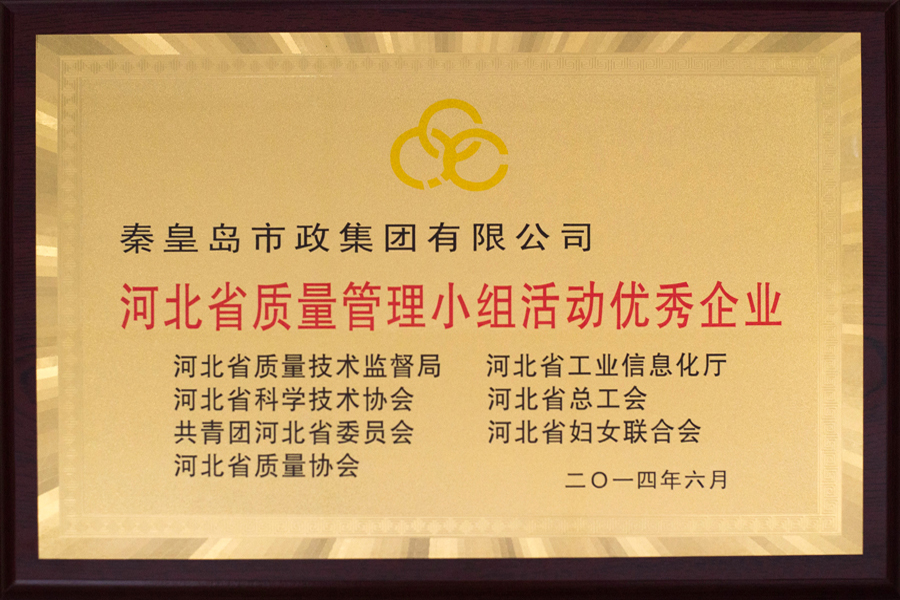 秦皇岛市政集团有限公司
河北省质量管理小组活动优秀企业
河北省质量技术监督局 河北省工业信息化厅
河北省科学技术协会 河北省总工会
共青团河北省委员会 河北省妇女联合会
河北省质量协会
二〇一四年六月